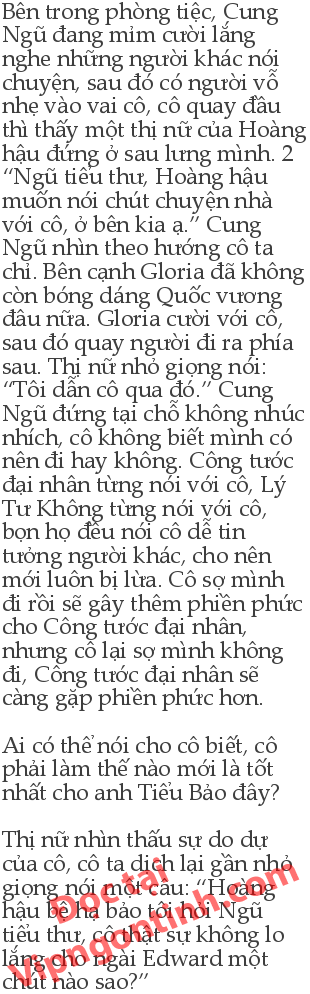 Bên trong phòng tiệc, Cung
Ngũ đang mỉm cười lắng
nghe những người khác nói
chuyện, sau đó có người vỗ
nhẹ vào vai cô, cô quay đầu
thì thấy một thị nữ của Hoàng
hậu đứng ở sau lưng mình. 2
“Ngũ tiểu thư, Hoàng hậu
muốn nói chút chuyện nhà
với cô, ở bên kia ạ.” Cung
Ngũ nhìn theo hướng cô ta
chỉ. Bên cạnh Gloria đã không
còn bóng dáng Quốc vương
đâu nữa. Gloria cười với cô,
sau đó quay người đi ra phía
sau. Thị nữ nhỏ giọng nói:
“Tôi dẫn cô qua đó.” Cung
Ngũ đứng tại chỗ không nhúc
nhích, cô không biết mình có
nên đi hay không. Công tước
đại nhân từng nói với cô, Lý
Tư Không từng nói với cô,
bọn họ đều nói cô dễ tin
tưởng người khác, cho nên
mới luôn bị lừa. Cô sợ mình
đi rồi sẽ gây thêm phiền phức
cho Công tước đại nhân,
nhưng cô lại sợ mình không
đi, Công tước đại nhân sẽ
càng gặp phiền phức hơn.
Ai có thể nói cho cô biết, cô
phải làm thế nào mới là tốt
nhất cho anh Tiểu Bảo đây?
Thị nữ nhìn thấu sự do dự
của cô, cô ta dịch lại gần nhỏ
giọng nói một câu: “Hoàng
hậu bệ hạ bảo tôi hỏi Ngũ
tiểu thư, cô thật sự không lo
lắng cho ngài Edward một
chút nào sao?”
Đọc tại
Vipngontinh.com